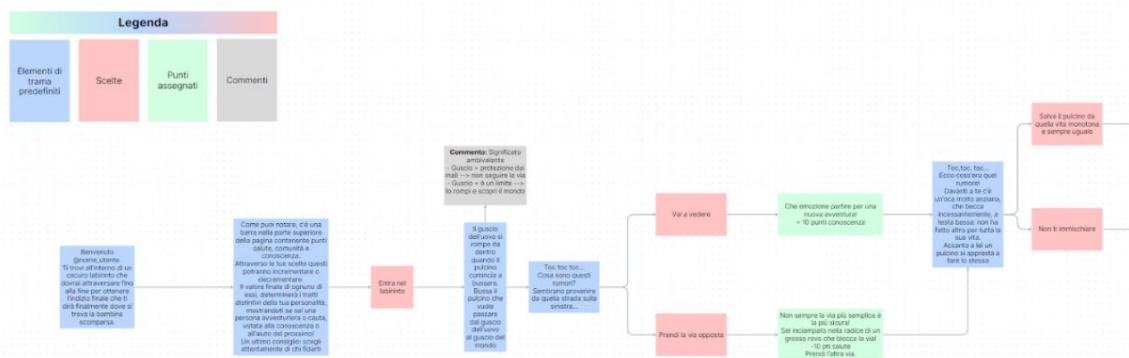 Legenda
Elementi di
trama
predefiniti
Scelte
Punti
assegnati
Commenti
Benvenuto
@nome_utente.
Ti trovi all'interno di un
oscuro labirinto che
dovrai attraversare fino
alla fine per ottenere
l'indizio finale che ti
dirà finalmente dove si
trova la bambina
scomparsa.
Come puoi notare, c'è una
barra nella parte superiore
della pagina contenente punti
salute, comunità e
conoscenza.
Attraverso le tue scelte questi
potranno incrementare o
decrementare.
Il valore finale di ognuno di
essi, determinerà i tratti
distintivi della tua personalità,
mostrandoti se sei una
persona avventuriera o cauta,
votata alla conoscenza o
all'aiuto del prossimo!
Un ultimo consiglio: scegli
attentamente di chi fidarti
Entra nel
labirinto
Commento: Significato
ambivalente
- Guscio + protezione dai
mali --> non seguire la via
- Guscio + è un limite -->
lo rompi e scopri il mondo
Il guscio
dell'uovo si
rompe da
dentro
quando il
pulcino
comincia a
bussare.
Bussa il
pulcino che
vuole
passare
dal guscio
dell'uovo
al guscio del
mondo
Toc toc toc...
Cosa sono questi
rumori?
Sembrano provenire
da quella strada sulla
sinistra...
Vai a vedere
Prendi la via opposta
Che emozione partire per una
nuova avventura!
+ 10 punti conoscenza
Non sempre la via più semplice è
la più sicura!
Sei inciampato nella radice di un
grosso rovo che blocca la via!
-10 pti salute
Prendi l'altra via.
Toc,toc, toc...
Ecco coss'era quel
rumore!
Davanti a te c'è
un'oca molto anziana,
che becca
incessantemente, a
testa bassa: non ha
fatto altro per tutta la
sua vita.
Accanto a lei un
pulcino si appresta a
fare lo stesso
Salva il pulcino da
quella vita monotona
e sempre uguale
Non ti immischiare